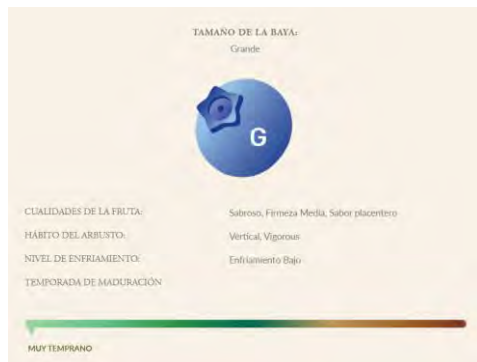 TAMAÑO DE LA BAYA:
Grande
G
CUALIDADES DE LA FRUTA: Sabroso, Firmeza Media, Sabor placentero
HÁBITO DEL ARBUSTO: Vertical, Vigorous
NIVEL DE ENFRIAMIENTO: Enfriamiento Bajo
TEMPORADA DE MADURACIÓN
MUY TEMPRANO